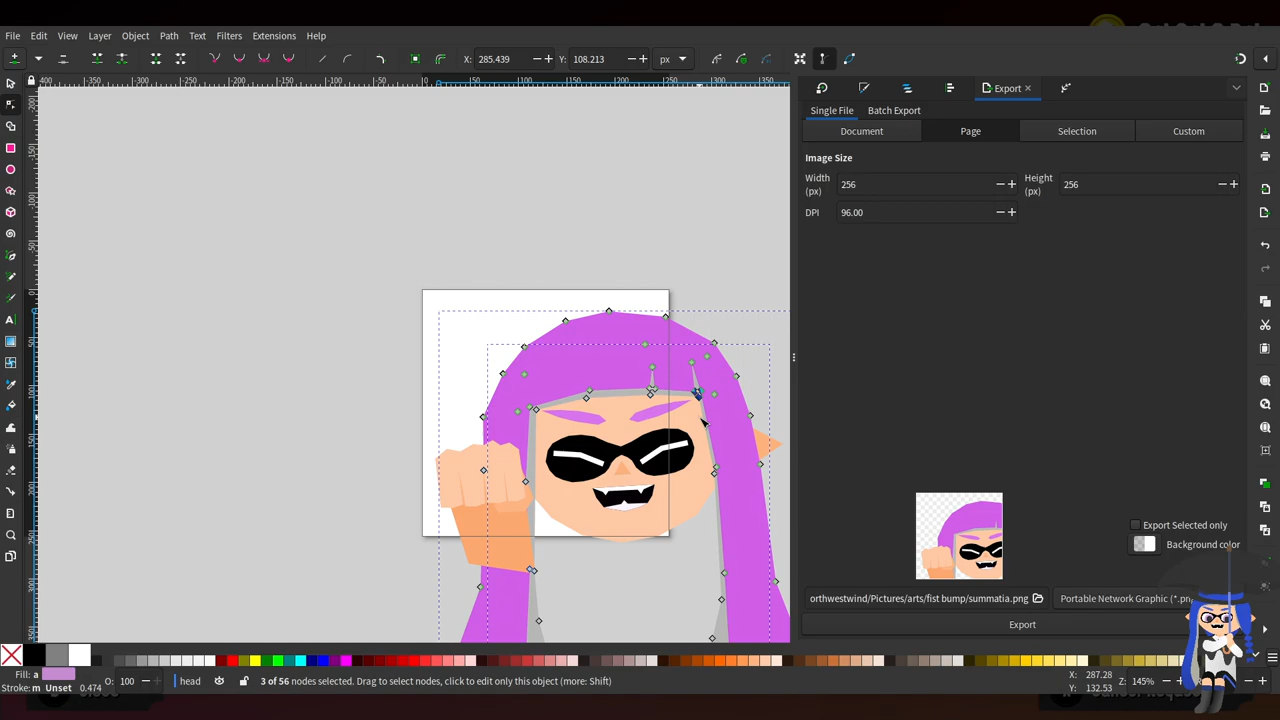 File Edit View Layer Object Path Text Filters Extensions Help
X: 285.439 Y: 108.213 px
Export
Single File Batch Export
Document Page Selection Custom
Image Size
Width (px) 256 Height (px) 256
DPI 96.00
Export Selected only
Background color
orthwestwind/Pictures/arts/fist bump/summatia.png Portable Network Graphic (*.png
Export
Fill: a
Stroke: m Unset 0.474 O: 100 head 3 of 56 nodes selected. Drag to select nodes, click to edit only this object (more: Shift) X: 287.28
Y: 132.53 Z: 145%